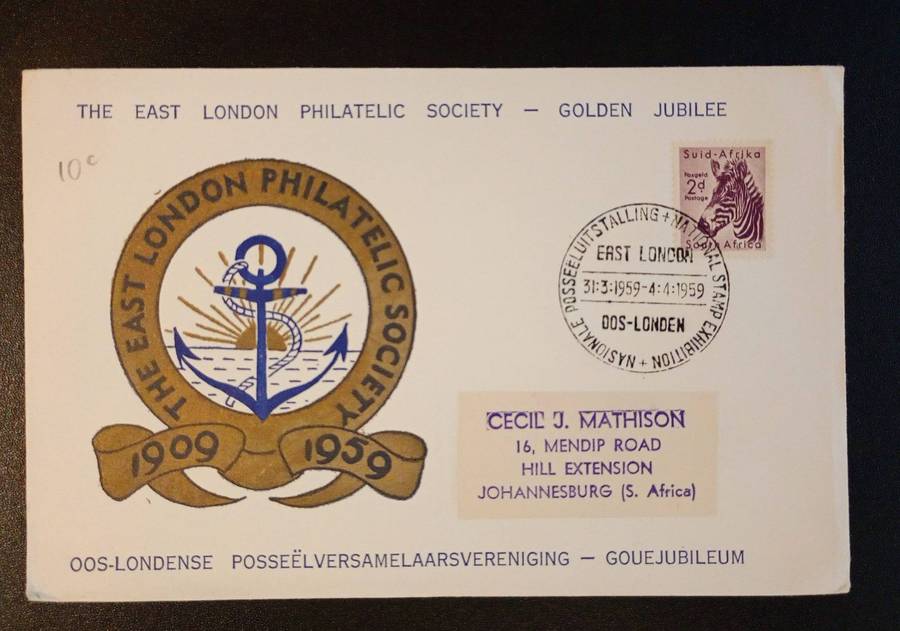 THE EAST LONDON PHILATELIC SOCIETY – GOLDEN JUBILEE
10c
THE EAST LONDON PHILATELIC SOCIETY
1909 1959
Suid-Afrika
Posgeld
2d
Postage
South Africa
NASIONALE POSSEËLUITSTALLING + NATIONAL STAMP EXHIBITION +
EAST LONDON
31:3:1959-4:4:1959
OOS-LONDEN
CECIL J. MATHISON
16, MENDIP ROAD
HILL EXTENSION
JOHANNESBURG (S. Africa)
OOS-LONDENSE POSSEËLVERSAMELAARSVERENIGING – GOUEJUBILEUM